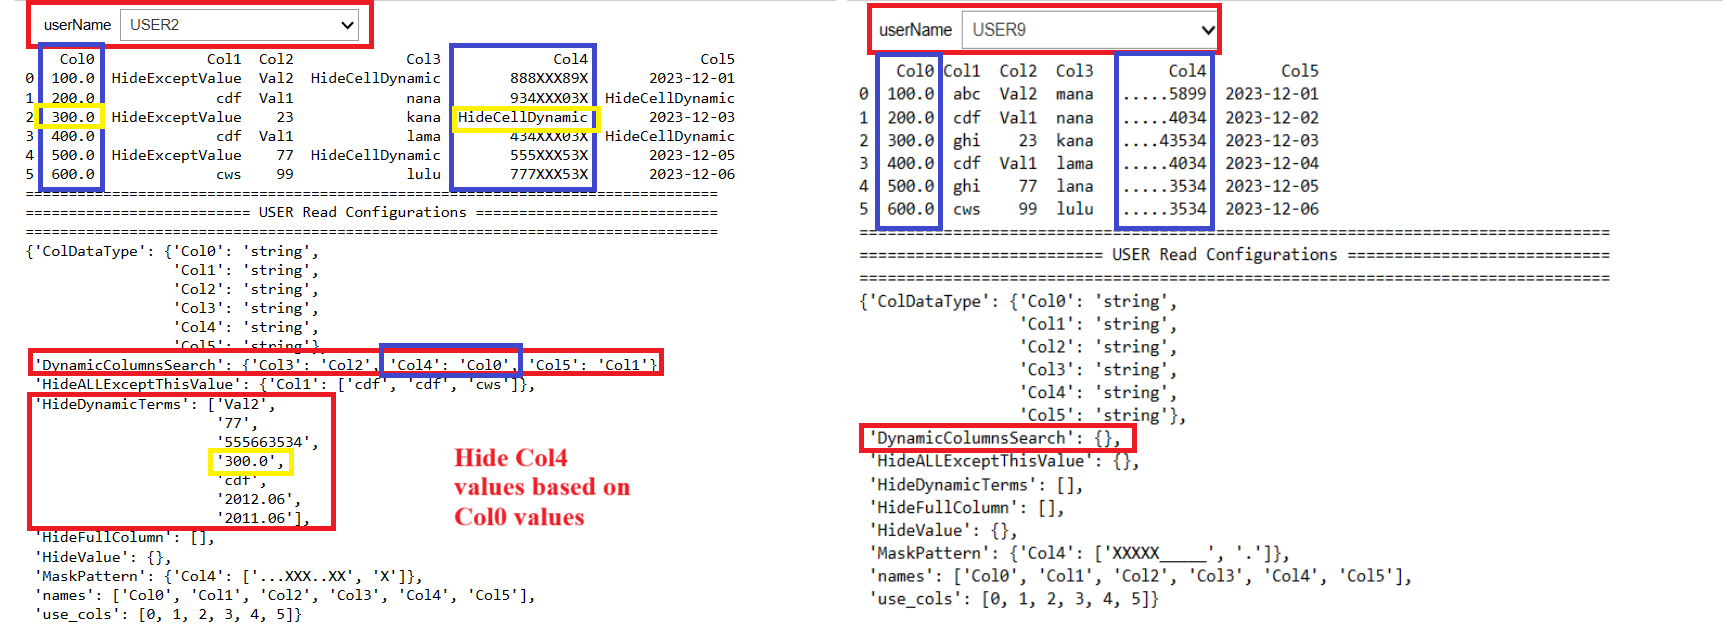 userName USER2
Col0 Col1 Col2 Col3 Col4 Col5
0 100.0 HideExceptValue Val2 HideCellDynamic 888XXX89X 2023-12-01
1 200.0 cdf Val1 nana 934XXX03X HideCellDynamic
2 300.0 HideExceptValue 23 kana HideCellDynamic 2023-12-03
3 400.0 cdf Val1 lama 434XXX03X HideCellDynamic
4 500.0 HideExceptValue 77 HideCellDynamic 555XXX53X 2023-12-05
5 600.0 cws 99 lulu 777XXX53X 2023-12-06
================================================================================
========================== USER Read Configurations ============================
================================================================================
{'ColDataType': {'Col0': 'string',
'Col1': 'string',
'Col2': 'string',
'Col3': 'string',
'Col4': 'string',
'Col5': 'string'},
'DynamicColumnsSearch': {'Col3': 'Col2', 'Col4': 'Col0', 'Col5': 'Col1'}
'HideALLExceptThisValue': {'Col1': ['cdf', 'cdf', 'cws']},
'HideDynamicTerms': ['Val2',
'77',
'555663534',
'300.0',
'cdf',
'2012.06',
'2011.06'],
'HideFullColumn': [],
'HideValue': {},
'MaskPattern': {'Col4': ['...XXX..XX', 'X']},
'names': ['Col0', 'Col1', 'Col2', 'Col3', 'Col4', 'Col5'],
'use_cols': [0, 1, 2, 3, 4, 5]}
Hide Col4
values based on
Col0 values
userName USER9
Col0 Col1 Col2 Col3 Col4 Col5
0 100.0 abc Val2 mana .....5899 2023-12-01
1 200.0 cdf Val1 nana .....4034 2023-12-02
2 300.0 ghi 23 kana ....43534 2023-12-03
3 400.0 cdf Val1 lama .....4034 2023-12-04
4 500.0 ghi 77 lana .....3534 2023-12-05
5 600.0 cws 99 lulu .....3534 2023-12-06
================================================================================
========================== USER Read Configurations ============================
================================================================================
{'ColDataType': {'Col0': 'string',
'Col1': 'string',
'Col2': 'string',
'Col3': 'string',
'Col4': 'string',
'Col5': 'string'},
'DynamicColumnsSearch': {},
'HideALLExceptThisValue': {},
'HideDynamicTerms': [],
'HideFullColumn': [],
'HideValue': {},
'MaskPattern': {'Col4': ['XXXXX_____', '.']},
'names': ['Col0', 'Col1', 'Col2', 'Col3', 'Col4', 'Col5'],
'use_cols': [0, 1, 2, 3, 4, 5]}